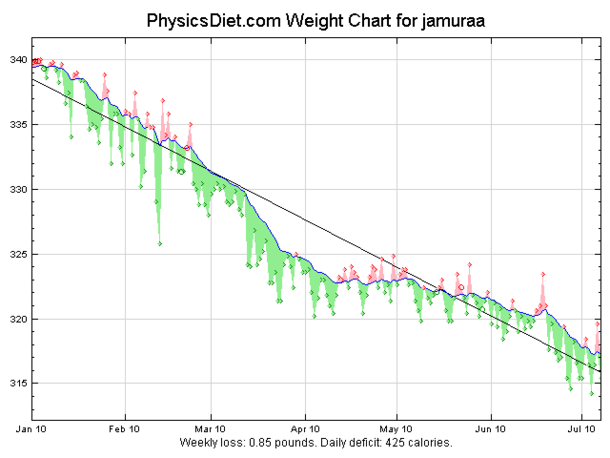 PhysicsDiet.com Weight Chart for jamuraa
340
335
330
325
320
315
Jan 10 Feb 10 Mar 10 Apr 10 May 10 Jun 10 Jul 10
Weekly loss: 0.85 pounds. Daily deficit: 425 calories.